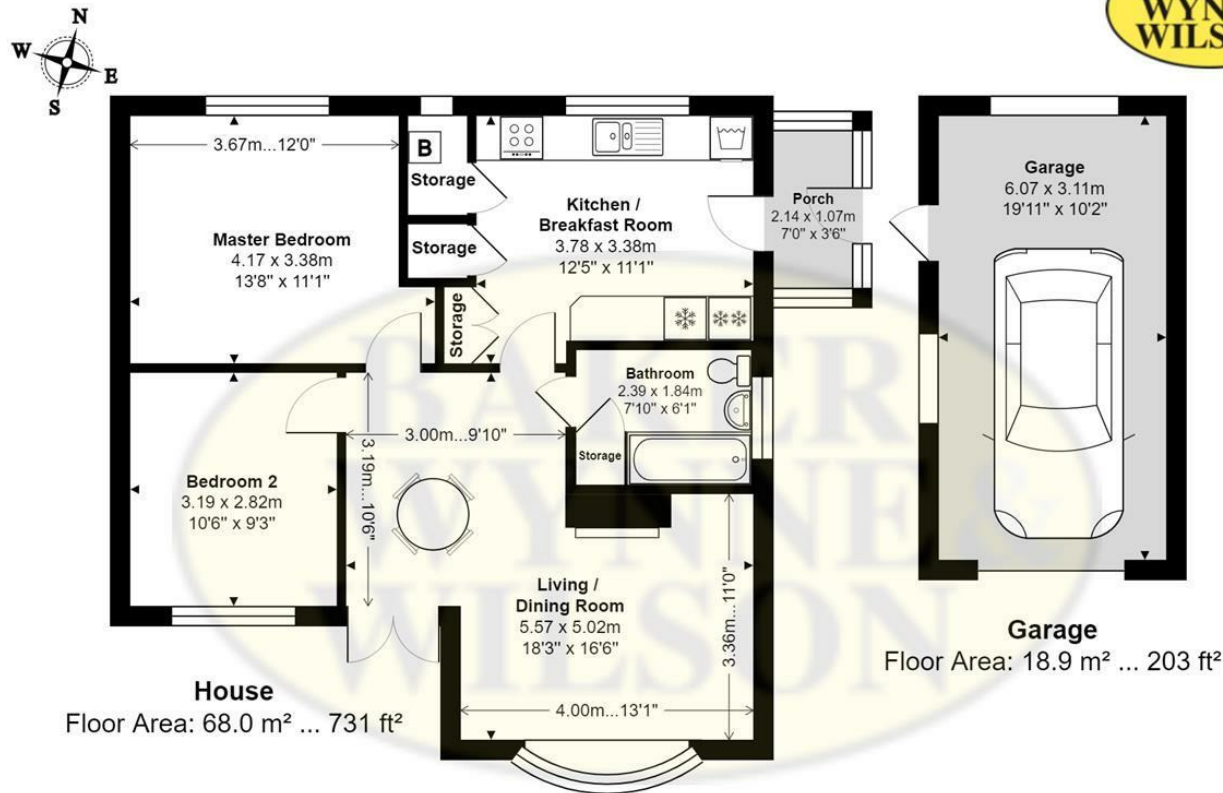 WYN
WILS
N
W
E
S
3.67m...12'0"
B
Storage
Master Bedroom
4.17 x 3.38m
13'8" x 11'1"
Storage
Storage
Kitchen /
Breakfast Room
3.78 x 3.38m
12'5" x 11'1"
Porch
2.14 x 1.07m
7'0" x 3'6"
Garage
6.07 x 3.11m
19'11" x 10'2"
Bathroom
2.39 x 1.84m
7'10" x 6'1"
Storage
3.00m...9'10"
3.19m...10'6"
Bedroom 2
3.19 x 2.82m
10'6" x 9'3"
Living /
Dining Room
5.57 x 5.02m
18'3" x 16'6"
3.36m...11'0"
4.00m...13'1"
House
Floor Area: 68.0 m² ... 731 ft²
Garage
Floor Area: 18.9 m² ... 203 ft²
BAKER
WYNNE &
WILSON